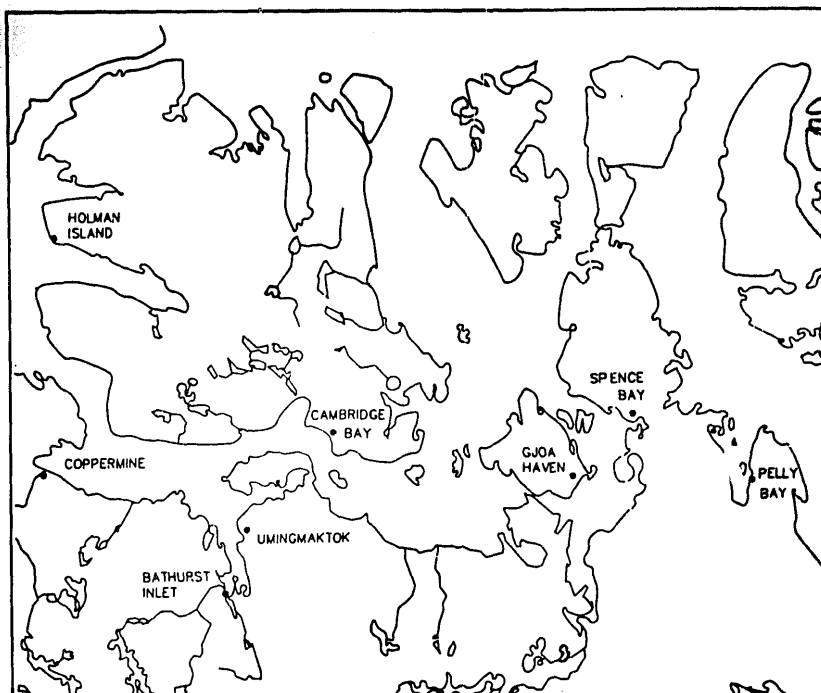 HOLMAN
ISLAND
SPENCE
BAY
CAMBRIDGE
BAY
GJOA
HAVEN
COPPERMINE
PELLY
BAY
UMINGMAKTOK
BATHURST
INLET